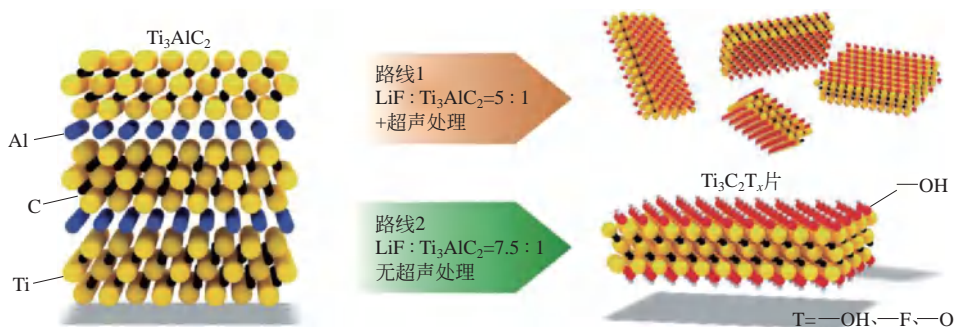 Ti₃AlC₂
Al
C
Ti
路线1
LiF∶Ti₃AlC₂=5∶1
+超声处理
路线2
LiF∶Ti₃AlC₂=7.5∶1
无超声处理
Ti₃C₂Tₓ片
—OH
T=—OH、—F、—O